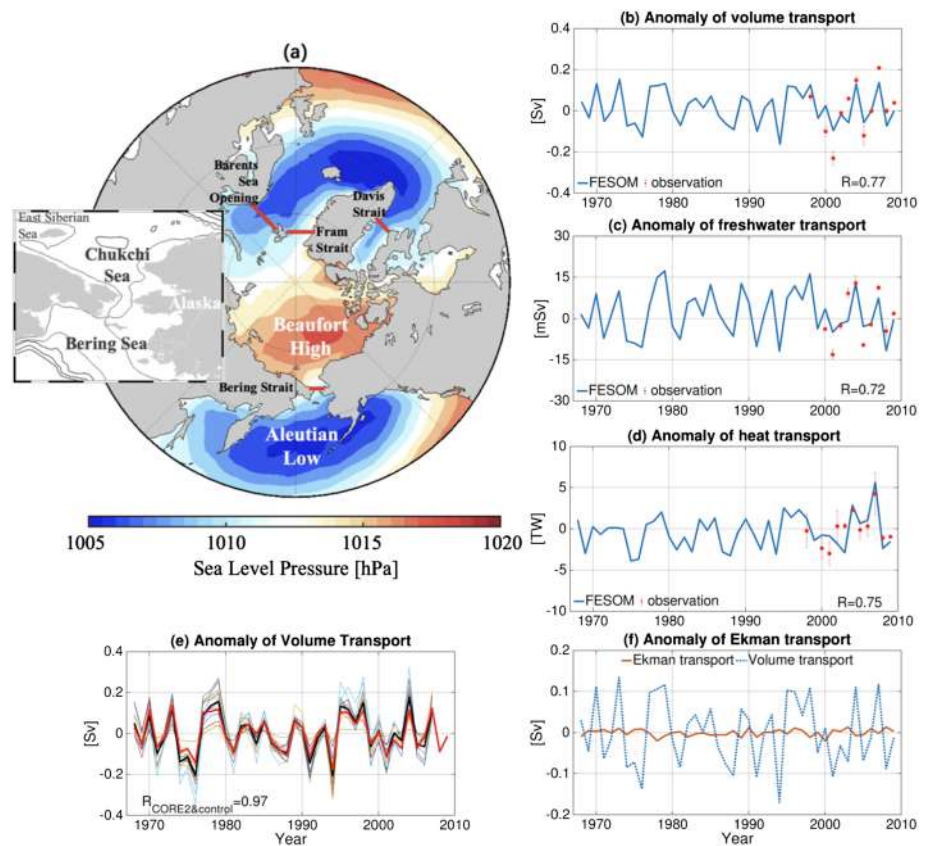 (a)
Barents
Sea
Opening
Davis
Strait
Fram
Strait
East Siberian
Sea
Chukchi
Sea
Alaska
Bering Sea
Beaufort
High
Bering Strait
Aleutian
Low
1005 1010 1015 1020
Sea Level Pressure [hPa]
(b) Anomaly of volume transport
[Sv]
0.4
0.2
0
-0.2
-0.4
FESOM observation R=0.77
1970 1980 1990 2000 2010
(c) Anomaly of freshwater transport
[mSv]
30
15
0
-15
-30
FESOM observation R=0.72
1970 1980 1990 2000 2010
(d) Anomaly of heat transport
[TW]
10
5
0
-5
-10
FESOM observation R=0.75
1970 1980 1990 2000 2010
(e) Anomaly of Volume Transport
[Sv]
0.4
0.2
0
-0.2
-0.4
R CORE2&control=0.97
1970 1980 1990 2000 2010
Year
(f) Anomaly of Ekman transport
Ekman transport Volume transport
[Sv]
0.2
0.1
0
-0.1
-0.2
1970 1980 1990 2000 2010
Year